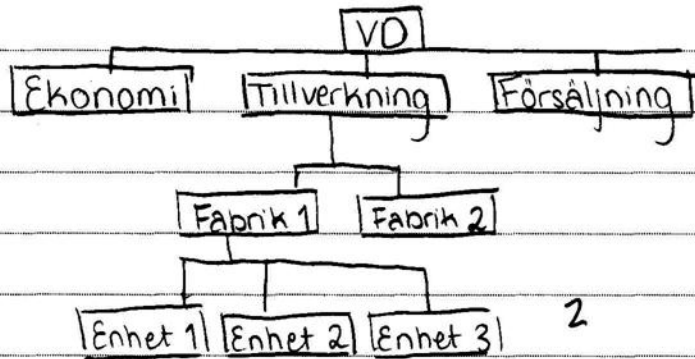 VD
Ekonomi Tillverkning Försäljning
Fabrik 1 Fabrik 2
Enhet 1 Enhet 2 Enhet 3 2